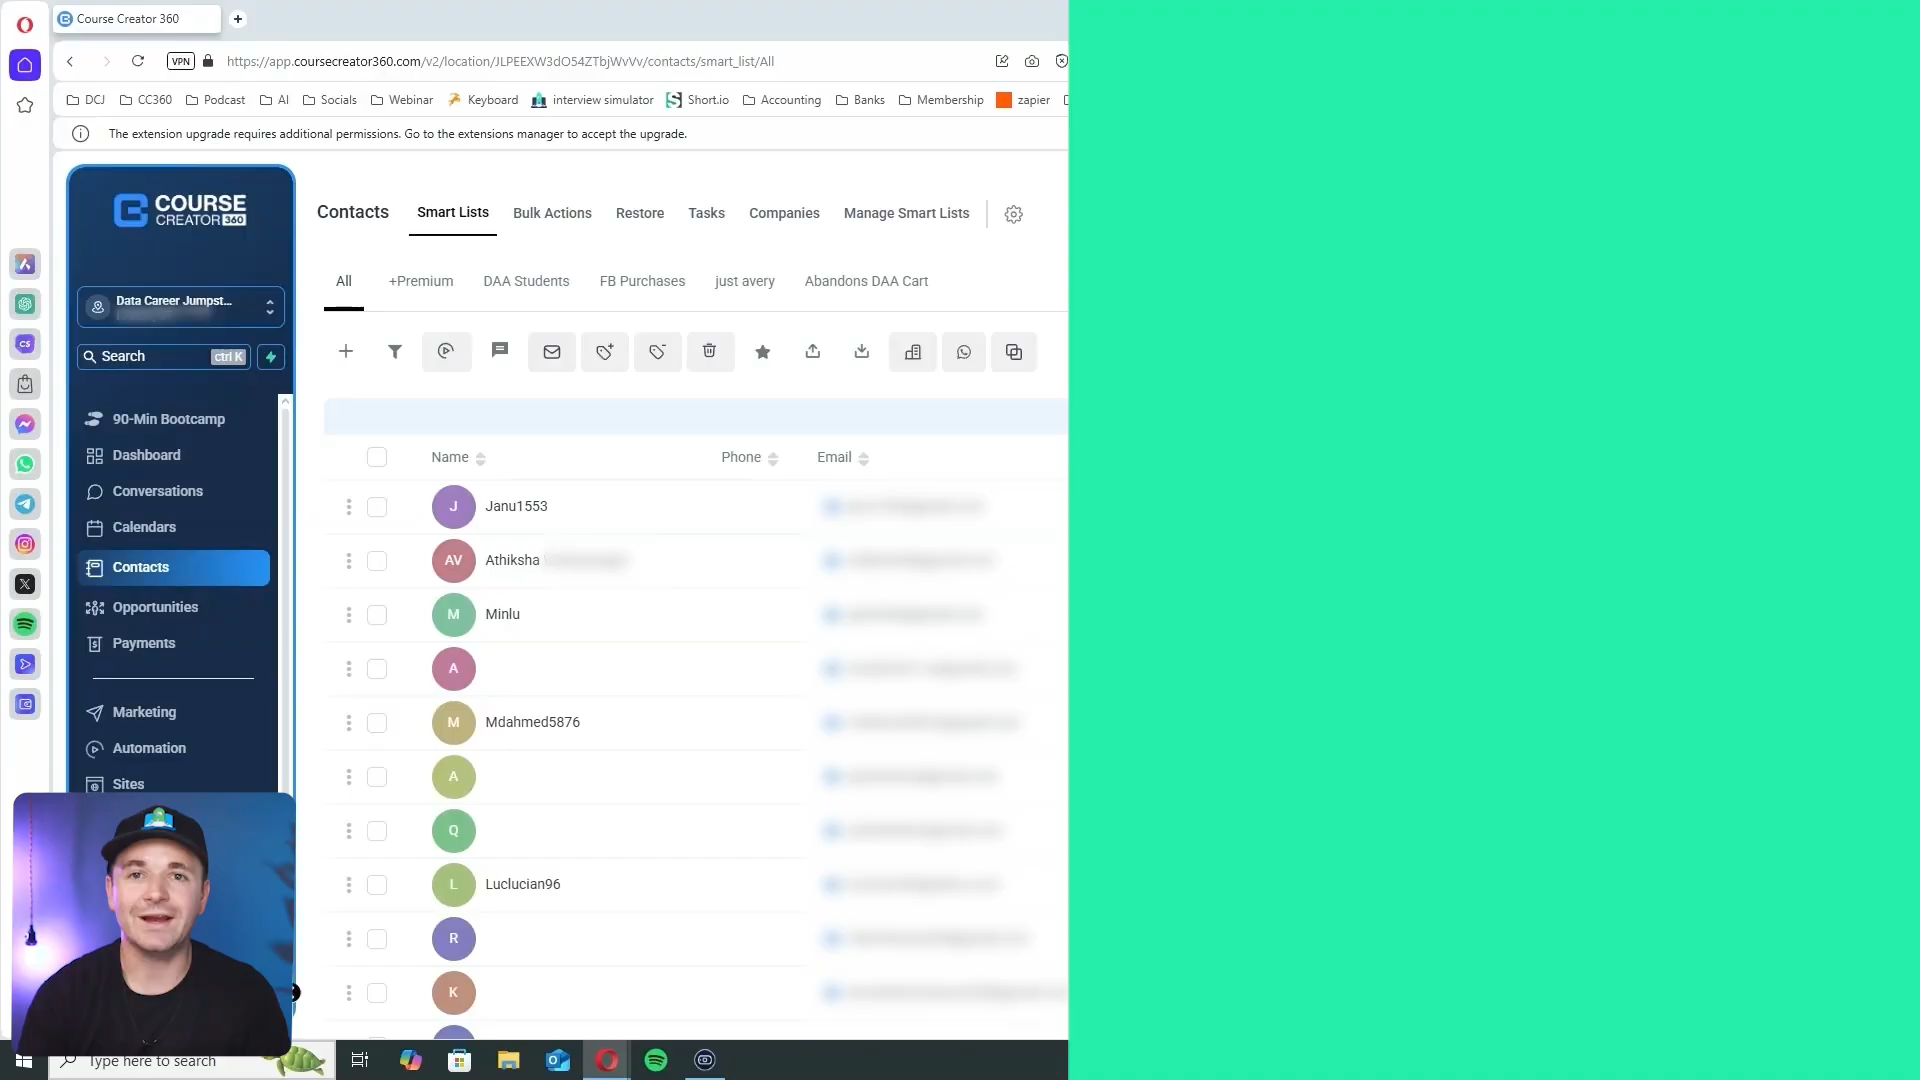 Course Creator 360
VPN
https://app.coursecreator360.com/v2/location/JLPEEXW3dO54ZTbjWvVv/contacts/smart_list/All
DCJ CC360 Podcast AI Socials Webinar Keyboard interview simulator Short.io Accounting Banks Membership zapier
The extension upgrade requires additional permissions. Go to the extensions manager to accept the upgrade.
COURSE
CREATOR 360
Contacts Smart Lists Bulk Actions Restore Tasks Companies Manage Smart Lists
All +Premium DAA Students FB Purchases just avery Abandons DAA Cart
Data Career Jumpst...
Search ctrl K
90-Min Bootcamp
Dashboard
Conversations
Calendars
Contacts
Opportunities
Payments
Marketing
Automation
Sites
Name Phone Email
J Janu1553
AV Athiksha
M Minlu
A
M Mdahmed5876
A
Q
L Luclucian96
R
K
CS
Type here to search